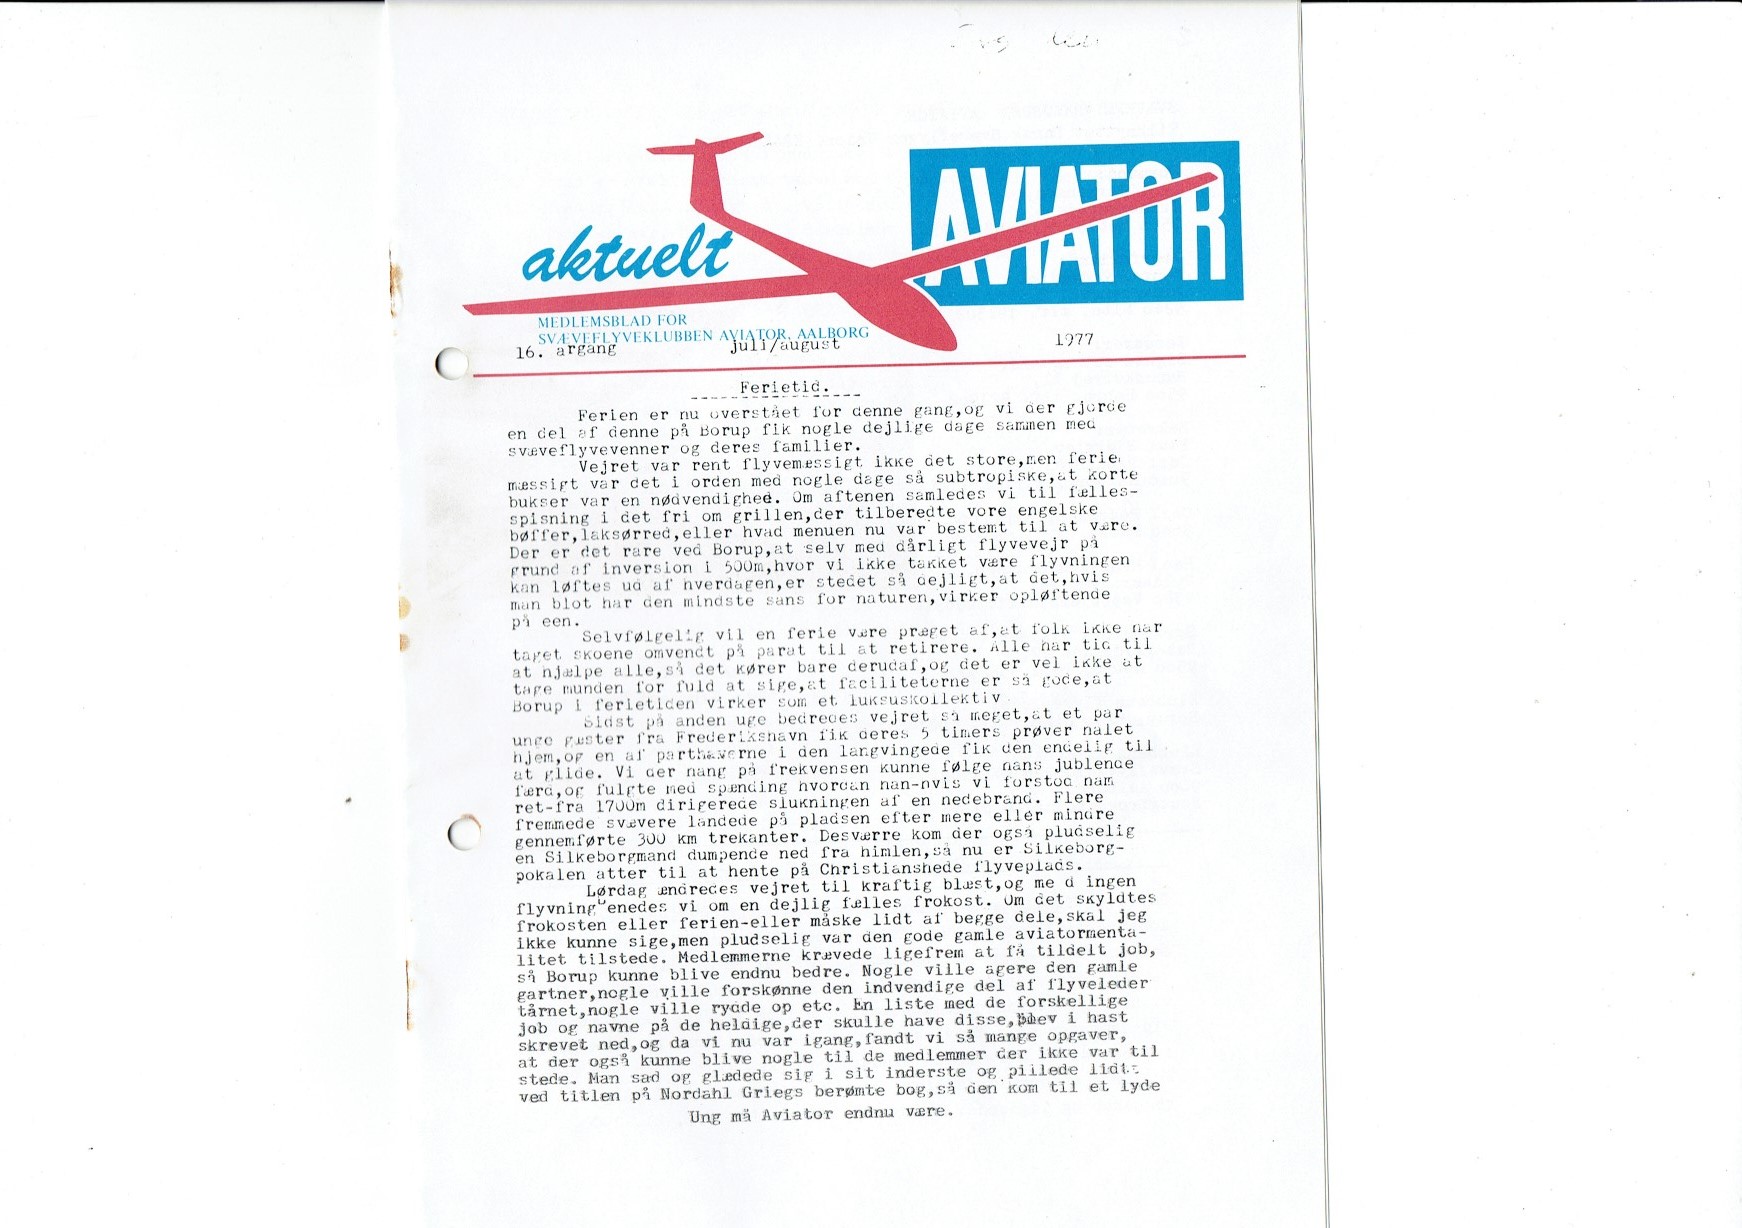 aktuelt
AVIATOR
MEDLEMSBLAD FOR
SVÆVEFLYVEKLUBBEN AVIATOR, AALBORG
16. årgang juli/august 1977
Ferietid.
Ferien er nu overstået for denne gang,og vi der gjorde
en del af denne på Borup fik nogle dejlige dage sammen med
svæveflyvevenner og deres familier.
Vejret var rent flyvemæssigt ikke det store,men ferie
mæssigt var det i orden med nogle dage så subtropiske,at korte
bukser var en nødvendighed. Om aftenen samledes vi til fælles-
spisning i det fri om grillen,der tilberedte vore engelske
bøffer,laksørred,eller hvad menuen nu var bestemt til at være.
Der er det rare ved Borup,at selv med dårligt flyvevejr på
grund af inversion i 500m,hvor vi ikke takket være flyvningen
kan løftes ud af hverdagen,er stedet så dejligt,at det,hvis
man blot har den mindste sans for naturen,virker opløftende
på een.
Selvfølgelig vil en ferie være præget af,at folk ikke har
taget skoene omvendt på parat til at retirere. Alle har tid til
at hjælpe alle,så det kører bare derudaf,og det er vel ikke at
tage munden for fuld at sige,at faciliteterne er så gode,at
Borup i ferietiden virker som et luksuskollektiv.
Sidst på anden uge bedredes vejret så meget,at et par
unge gæster fra Frederikshavn fik deres 5 timers prøver halet
hjem,og en af parthaverne i den langvingede fik den endelig til
at glide. Vi der hang på frekvensen kunne følge hans jublende
færd,og fulgte med spænding hvordan han-hvis vi forstod ham
ret-fra 1700m dirigerede slukningen af en hedebrand. Flere
fremmede svævere landede på pladsen efter mere eller mindre
gennemførte 300 km trekanter. Desværre kom der også pludselig
en Silkeborgmand dumpende ned fra himlen,så nu er Silkeborg-
pokalen atter til at hente på Christianshede flyveplads.
Lørdag ændredes vejret til kraftig blæst,og me d ingen
flyvning enedes vi om en dejlig fælles frokost. Om det skyldtes
frokosten eller ferien-eller måske lidt af begge dele,skal jeg
ikke kunne sige,men pludselig var den gode gamle aviatormenta-
litet tilstede. Medlemmerne krævede ligefrem at få tildelt job,
så Borup kunne blive endnu bedre. Nogle ville agere den gamle
gartner,nogle ville forskønne den indvendige del af flyveleder
tårnet,nogle ville rydde op etc. En liste med de forskellige
job og navne på de heldige,der skulle have disse,blev i hast
skrevet ned,og da vi nu var igang,fandt vi så mange opgaver,
at der også kunne blive nogle til de medlemmer der ikke var til
stede. Man sad og glædede sig i sit inderste og pillede lidt
ved titlen på Nordahl Griegs berømte bog,så den kom til et lyde
Ung må Aviator endnu være.